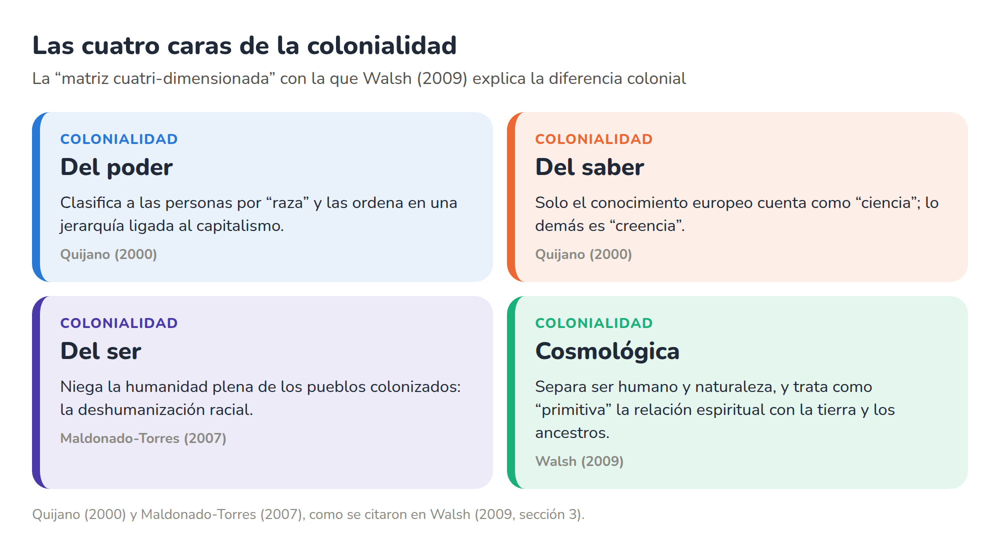 Las cuatro caras de la colonialidad
La “matriz cuatri-dimensionada” con la que Walsh (2009) explica la diferencia colonial
COLONIALIDAD
Del poder
Clasifica a las personas por “raza” y las ordena en una
jerarquía ligada al capitalismo.
Quijano (2000)
COLONIALIDAD
Del saber
Solo el conocimiento europeo cuenta como “ciencia”; lo
demás es “creencia”.
Quijano (2000)
COLONIALIDAD
Del ser
Niega la humanidad plena de los pueblos colonizados:
la deshumanización racial.
Maldonado-Torres (2007)
COLONIALIDAD
Cosmológica
Separa ser humano y naturaleza, y trata como
“primitiva” la relación espiritual con la tierra y los
ancestros.
Walsh (2009)
Quijano (2000) y Maldonado-Torres (2007), como se citaron en Walsh (2009, sección 3).